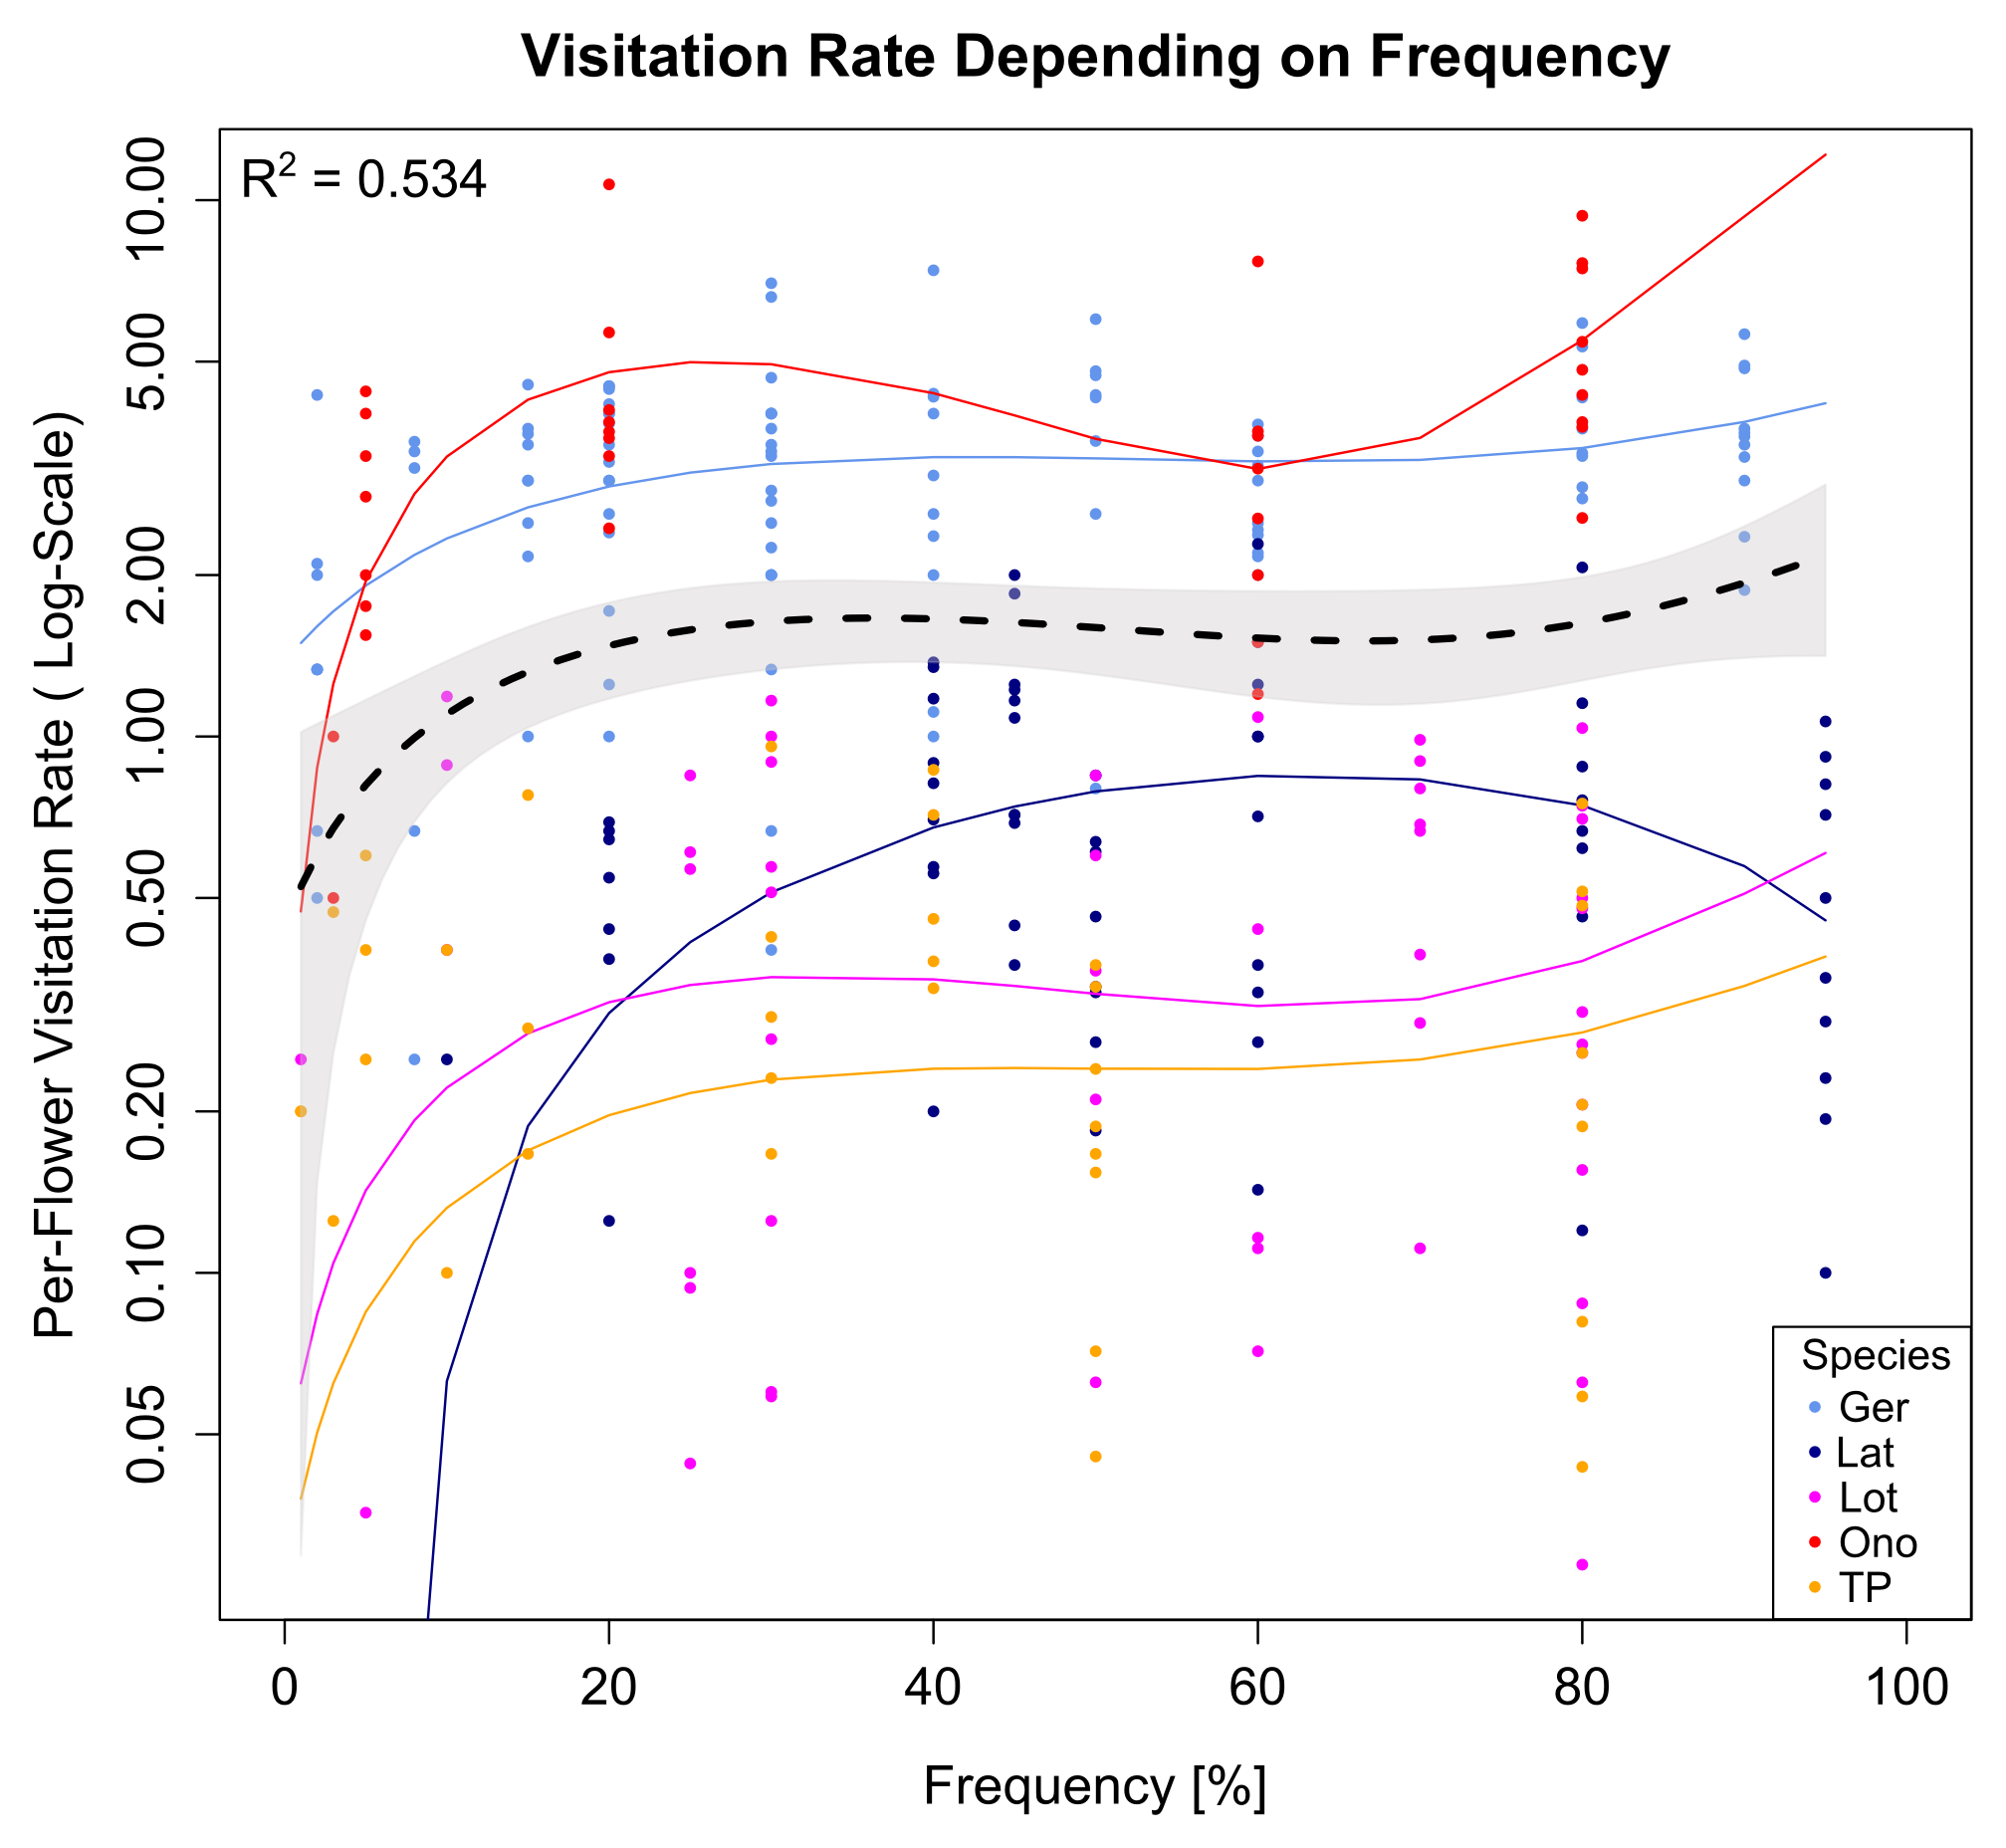 Visitation Rate Depending on Frequency
R² = 0.534
Per-Flower Visitation Rate ( Log-Scale)
10.00
5.00
2.00
1.00
0.50
0.20
0.10
0.05
Species
Ger
Lat
Lot
Ono
TP
0 20 40 60 80 100
Frequency [%]